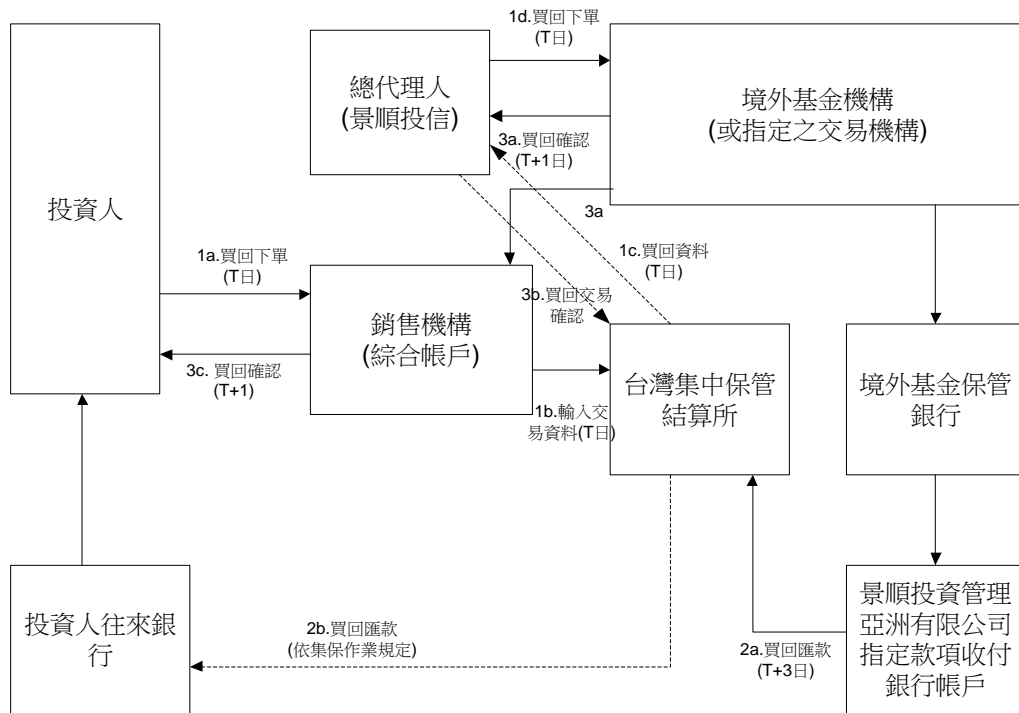 1d.買回下單
(T日)
總代理人
(景順投信)
境外基金機構
(或指定之交易機構)
3a.買回確認
(T+1日)
投資人
3a
1a.買回下單
(T日)
1c.買回資料
(T日)
3b.買回交易
確認
銷售機構
(綜合帳戶)
3c. 買回確認
(T+1)
台灣集中保管
結算所
境外基金保管
銀行
1b.輸入交
易資料(T日)
投資人往來銀
行
2b.買回匯款
(依集保作業規定)
2a.買回匯款
(T+3日)
景順投資管理
亞洲有限公司
指定款項收付
銀行帳戶